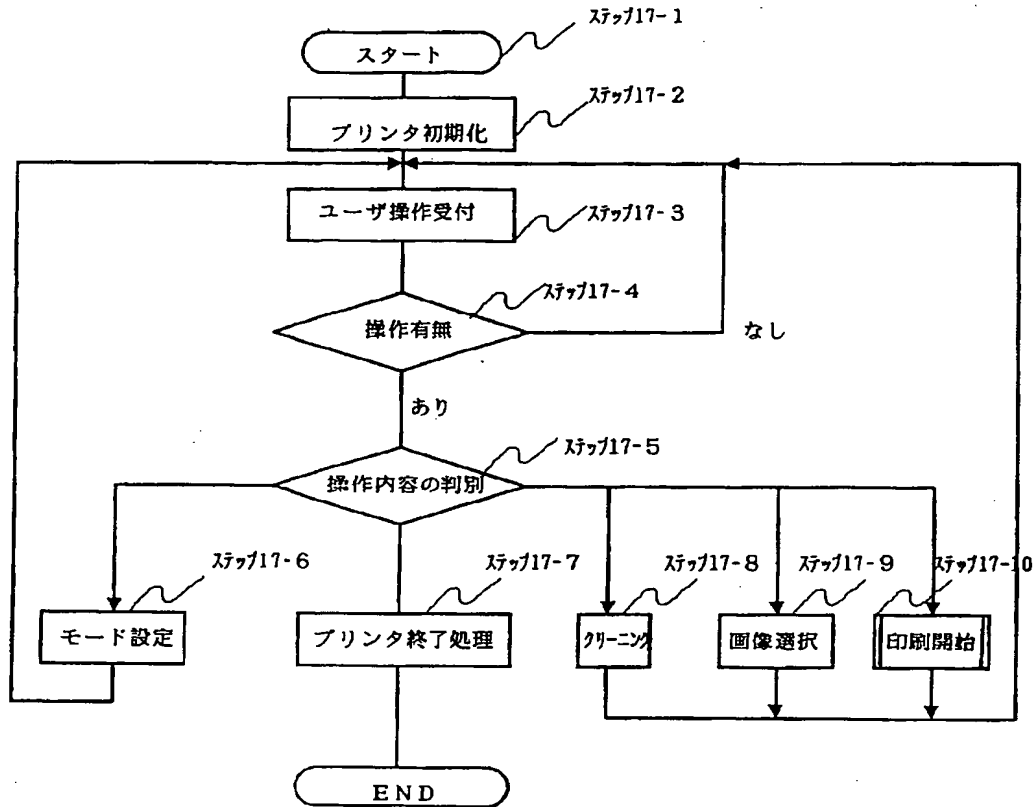 ステップ17-1
スタート
ステップ17-2
プリンタ初期化
ユーザ操作受付
ステップ17-3
ステップ17-4
操作有無
なし
あり
ステップ17-5
操作内容の判別
ステップ17-6
ステップ17-7
ステップ17-8
ステップ17-9
ステップ17-10
モード設定
プリンタ終了処理
クリーニング
画像選択
印刷開始
END